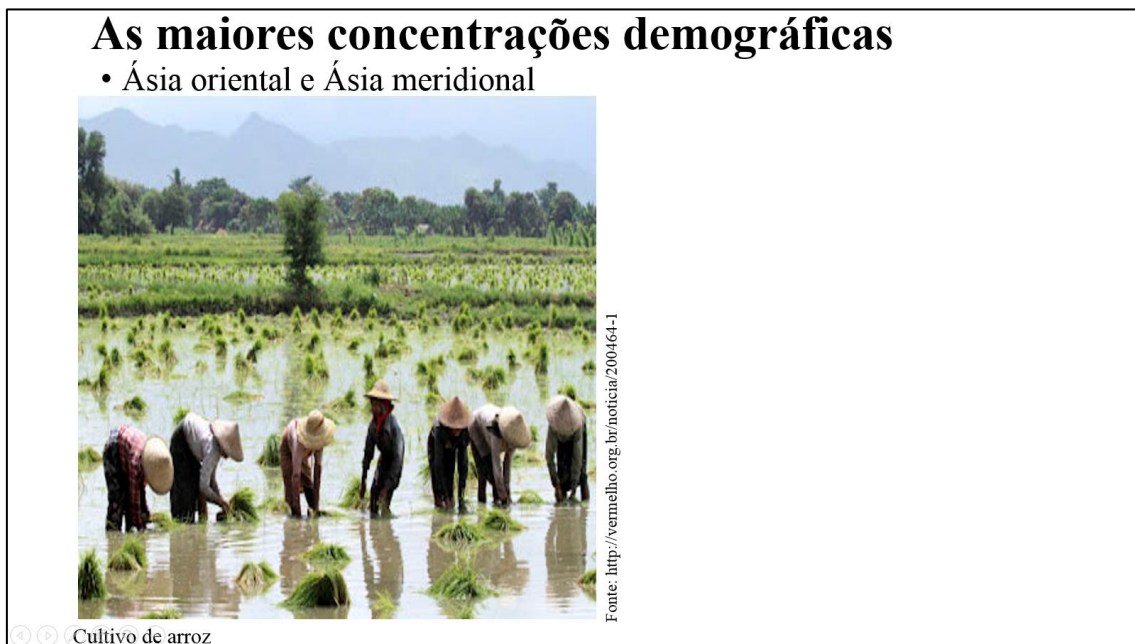 As maiores concentrações demográficas
• Ásia oriental e Ásia meridional
Fonte: http://vermelho.org.br/noticia/200464-1
Cultivo de arroz